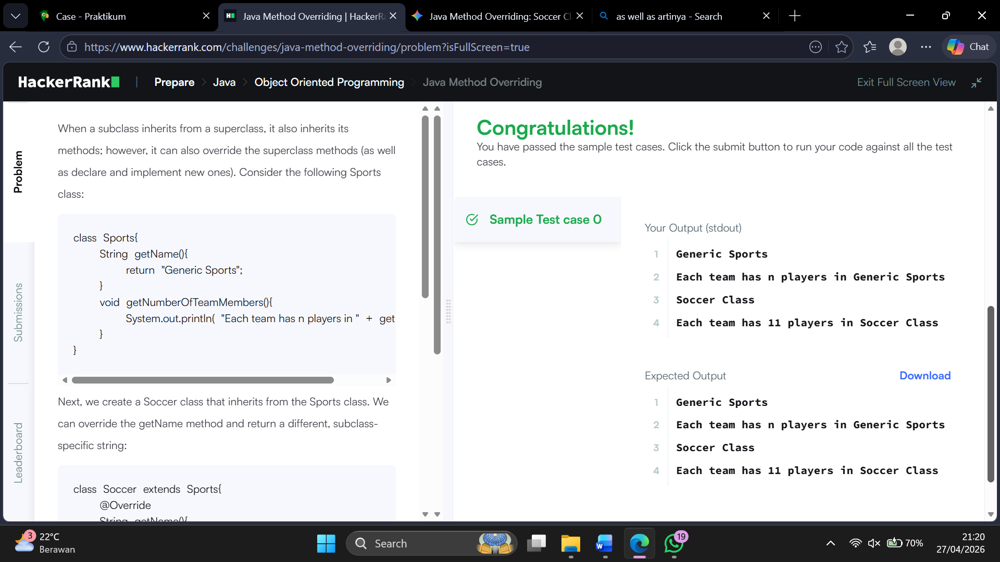 Case - Praktikum
Java Method Overriding | HackerR
Java Method Overriding: Soccer Cl
as well as artinya - Search
https://www.hackerrank.com/challenges/java-method-overriding/problem?isFullScreen=true
Chat
HackerRank
Prepare
Java
Object Oriented Programming
Java Method Overriding
Exit Full Screen View
Problem
Submissions
Leaderboard
When a subclass inherits from a superclass, it also inherits its
methods; however, it can also override the superclass methods (as well
as declare and implement new ones). Consider the following Sports
class:
class Sports{
String getName(){
return "Generic Sports";
}
void getNumberOfTeamMembers(){
System.out.println( "Each team has n players in " + get
}
}
Next, we create a Soccer class that inherits from the Sports class. We
can override the getName method and return a different, subclass-
specific string:
class Soccer extends Sports{
@Override
String getName(){
Congratulations!
You have passed the sample test cases. Click the submit button to run your code against all the test
cases.
Sample Test case 0
Your Output (stdout)
1 Generic Sports
2 Each team has n players in Generic Sports
3 Soccer Class
4 Each team has 11 players in Soccer Class
Expected Output
Download
1 Generic Sports
2 Each team has n players in Generic Sports
3 Soccer Class
4 Each team has 11 players in Soccer Class
3
22°C
Berawan
Search
W
19
70%
21:20
27/04/2026